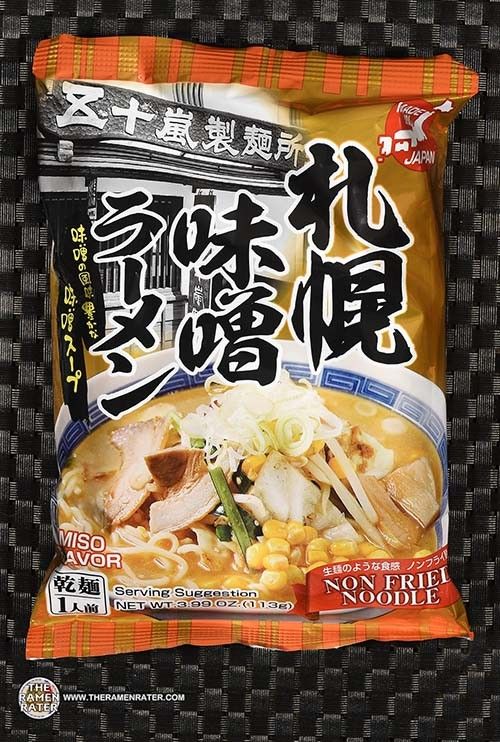 五十嵐製麺所
MADE IN
JAPAN
札幌
味噌
ラーメン
味噌の風味豊かな
味噌スープ
MISO
FLAVOR
乾麺
1人前
Serving Suggestion
NET WT. 3.99 OZ. (113g)
生麺のような食感 ノンフライ
NON FRIED
NOODLE
THE
RAMEN
RATER
WWW.THERAMENRATER.COM